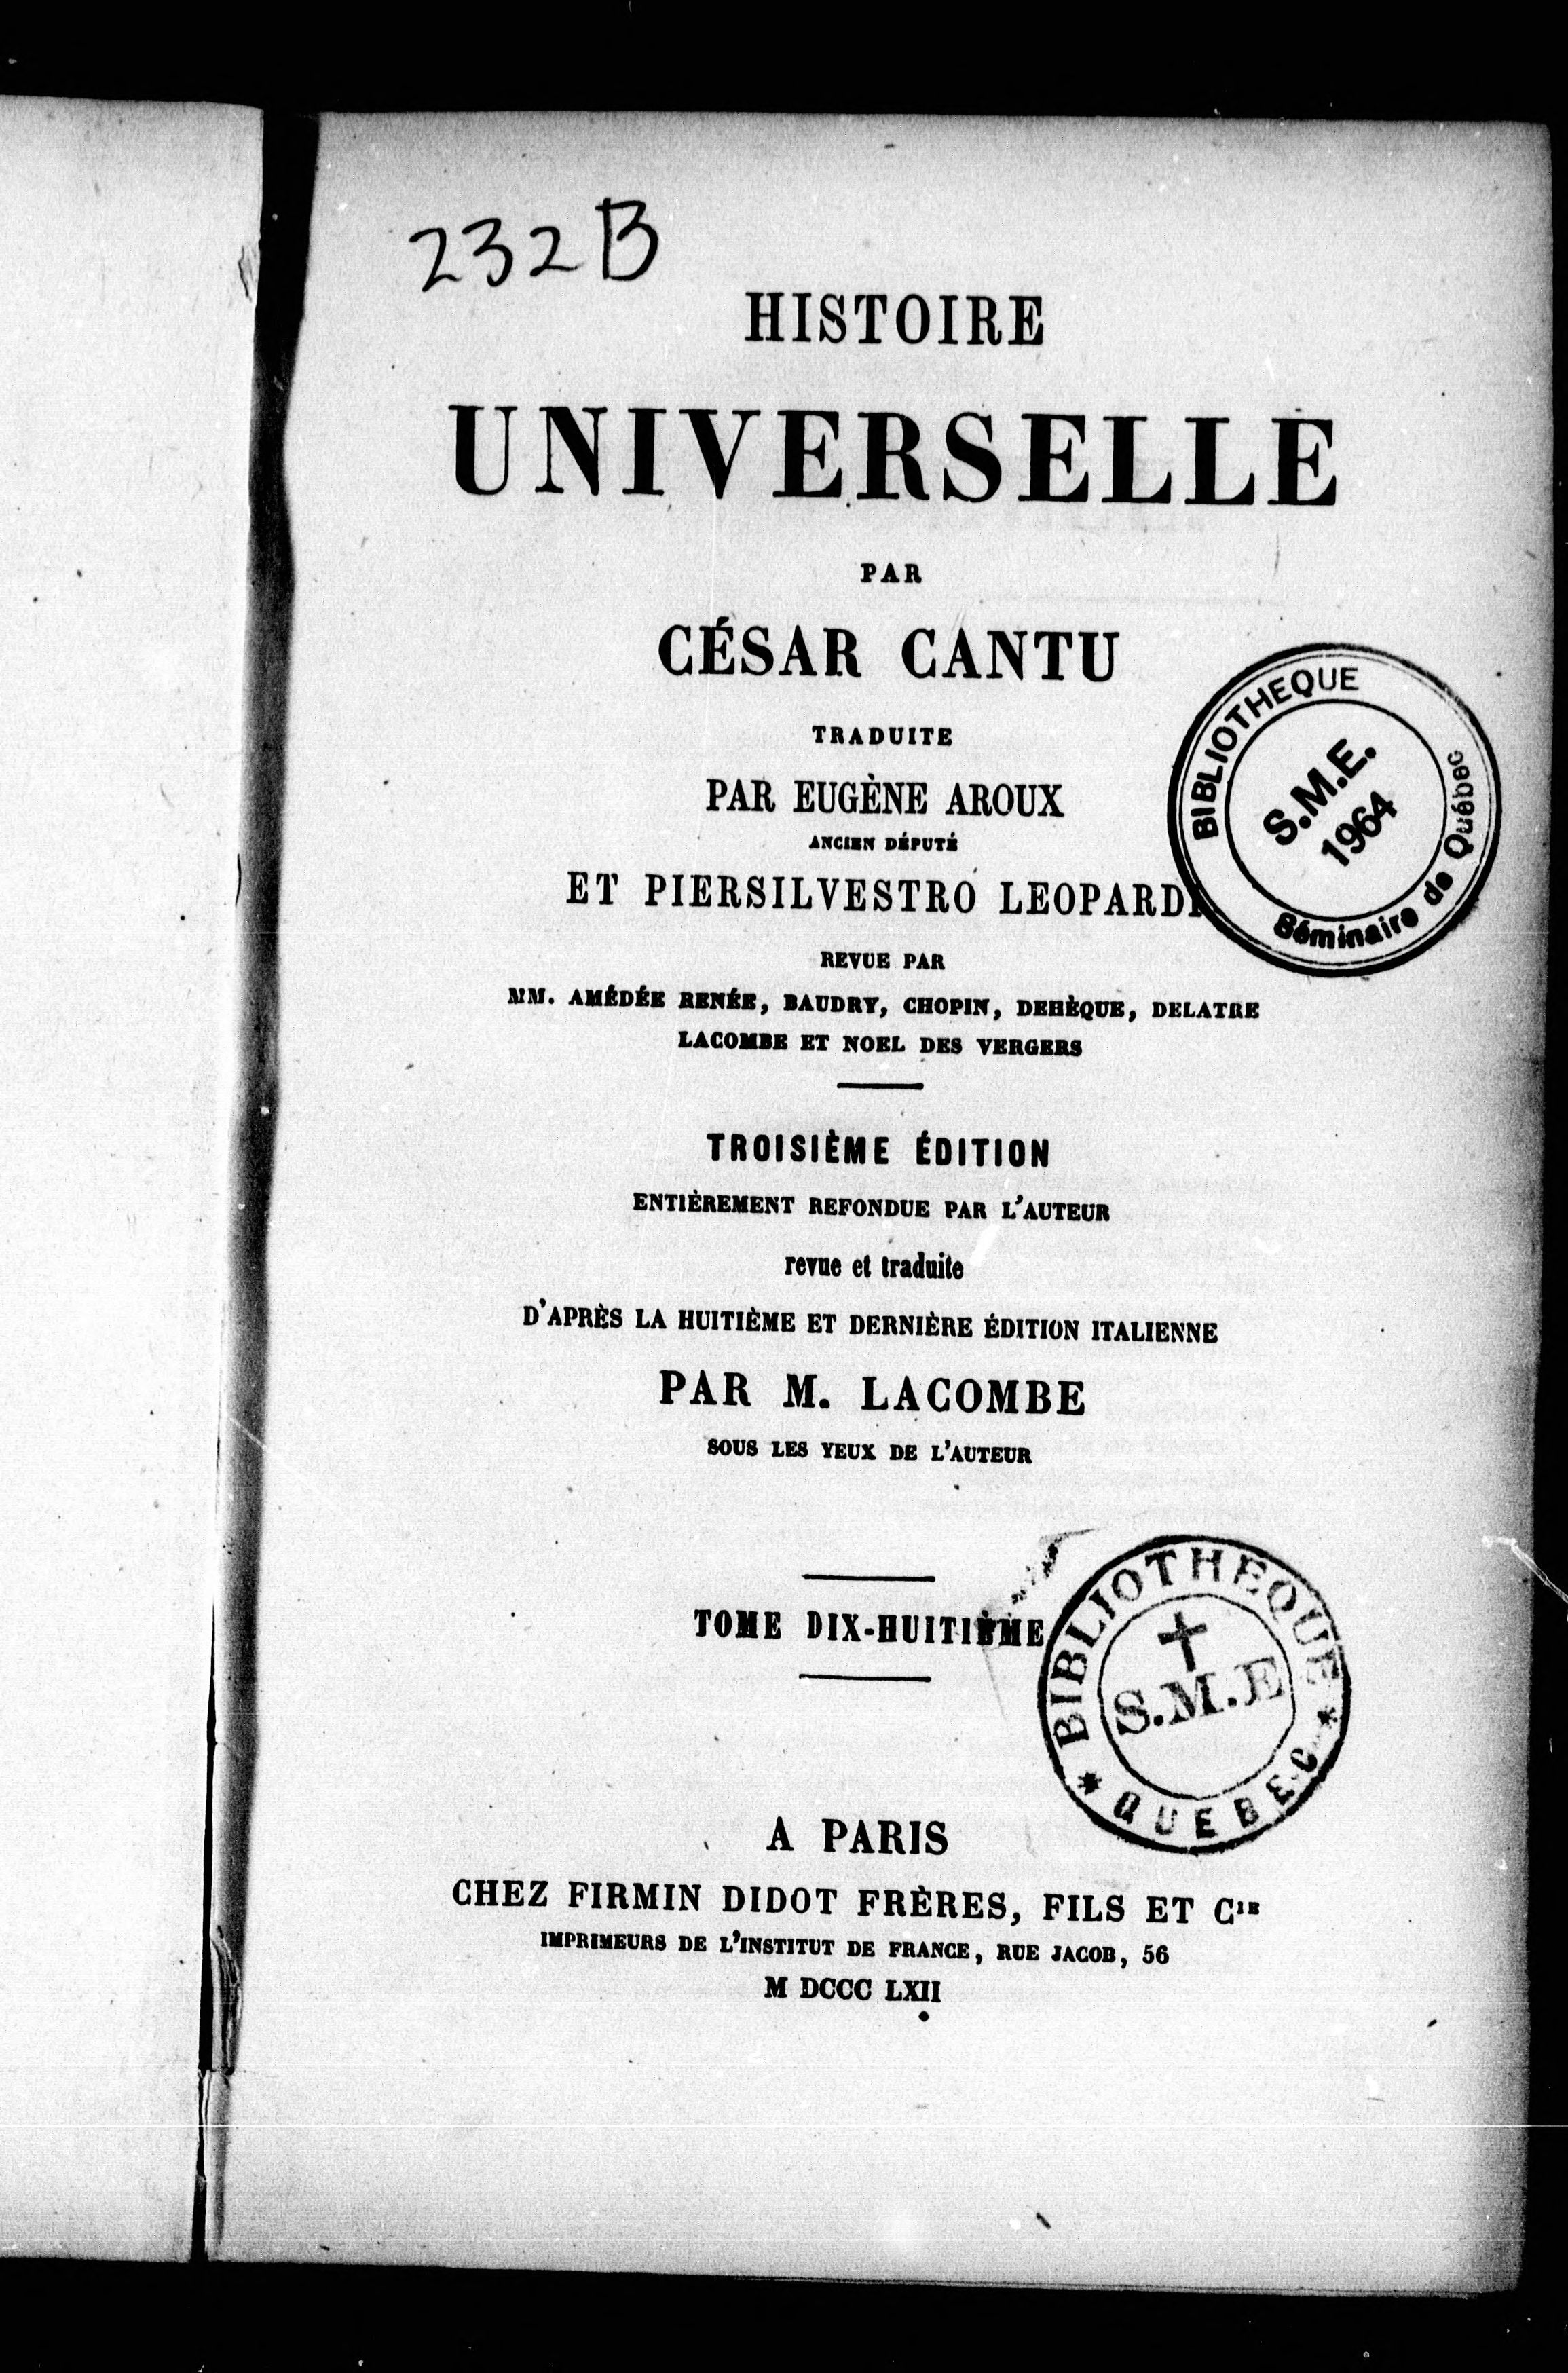 232B
HISTOIRE
UNIVERSELLE
PAR
CÉSAR CANTU
TRADUITE
PAR EUGÈNE AROUX
ANCIEN DÉPUTÉ
ET PIERSILVESTRO LEOPARDI
BIBLIOTHEQUE
S.M.E.
1964
Séminaire de Québec
REVUE PAR
MM. AMÉDÉE RENÉE, BAUDRY, CHOPIN, DEHÈQUE, DELATRE
LACOMBE ET NOEL DES VERGERS
TROISIÈME ÉDITION
ENTIÈREMENT REFONDUE PAR L'AUTEUR
revue et traduite
D'APRÈS LA HUITIÈME ET DERNIÈRE ÉDITION ITALIENNE
PAR M. LACOMBE
SOUS LES YEUX DE L'AUTEUR
TOME DIX-HUITIÈME
BIBLIOTHEQUE
S.M.E
* QUEBEC *
A PARIS
CHEZ FIRMIN DIDOT FRÈRES, FILS ET Cⁱᴱ
IMPRIMEURS DE L'INSTITUT DE FRANCE, RUE JACOB, 56
M DCCC LXII